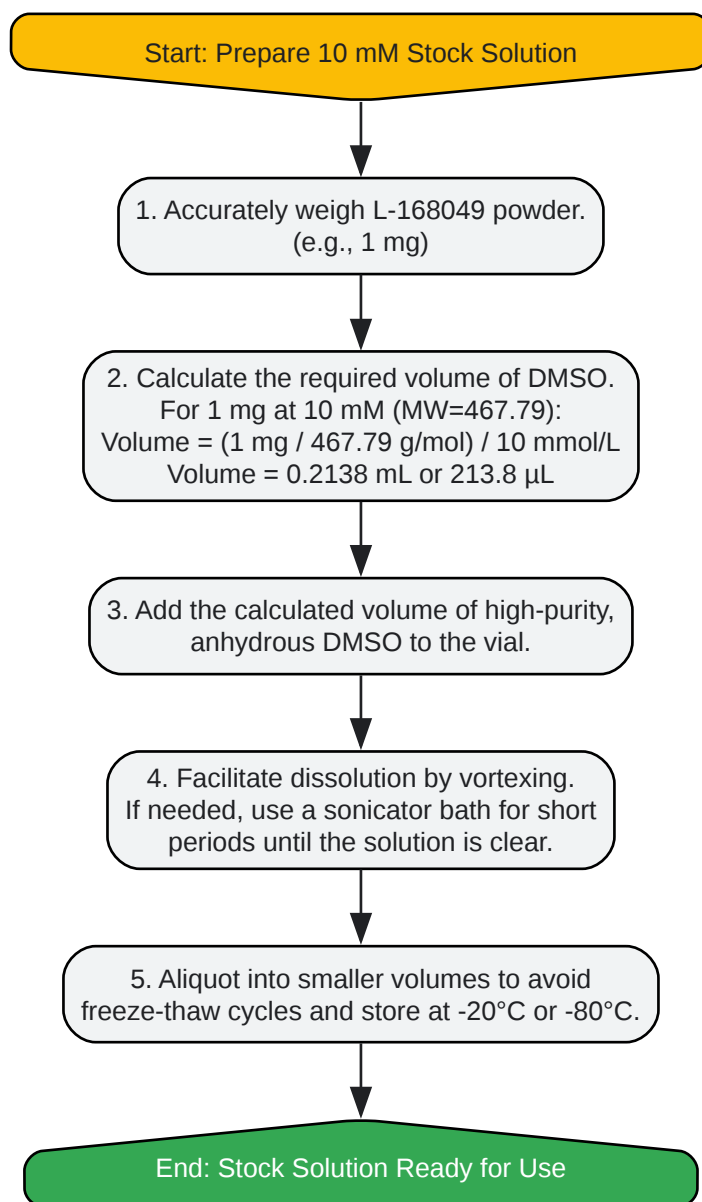 Start: Prepare 10 mM Stock Solution
1. Accurately weigh L-168049 powder.
(e.g., 1 mg)
2. Calculate the required volume of DMSO.
For 1 mg at 10 mM (MW=467.79):
Volume = (1 mg / 467.79 g/mol) / 10 mmol/L
Volume = 0.2138 mL or 213.8 µL
3. Add the calculated volume of high-purity,
anhydrous DMSO to the vial.
4. Facilitate dissolution by vortexing.
If needed, use a sonicator bath for short
periods until the solution is clear.
5. Aliquot into smaller volumes to avoid
freeze-thaw cycles and store at -20°C or -80°C.
End: Stock Solution Ready for Use